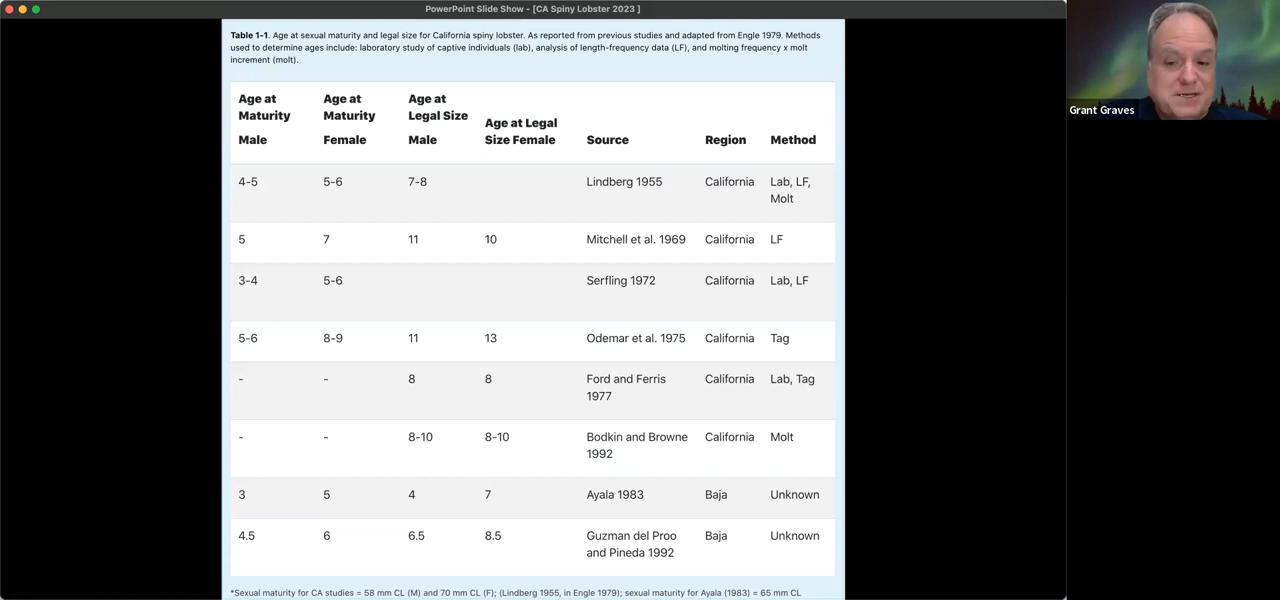 PowerPoint Slide Show - [CA Spiny Lobster 2023 ]
Table 1-1. Age at sexual maturity and legal size for California spiny lobster. As reported from previous studies and adapted from Engle 1979. Methods
used to determine ages include: laboratory study of captive individuals (lab), analysis of length-frequency data (LF), and molting frequency x molt
increment (molt).
Age at Maturity Male Age at Maturity Female Age at Legal Size Male Age at Legal Size Female Source Region Method
4-5 5-6 7-8 Lindberg 1955 California Lab, LF,
Molt
5 7 11 10 Mitchell et al. 1969 California LF
3-4 5-6 Serfling 1972 California Lab, LF
5-6 8-9 11 13 Odemar et al. 1975 California Tag
- - 8 8 Ford and Ferris California Lab, Tag
1977
- - 8-10 8-10 Bodkin and Browne California Molt
1992
3 5 4 7 Ayala 1983 Baja Unknown
4.5 6 6.5 8.5 Guzman del Proo Baja Unknown
and Pineda 1992
*Sexual maturity for CA studies = 58 mm CL (M) and 70 mm CL (F); (Lindberg 1955, in Engle 1979); sexual maturity for Ayala (1983) = 65 mm CL
Grant Graves